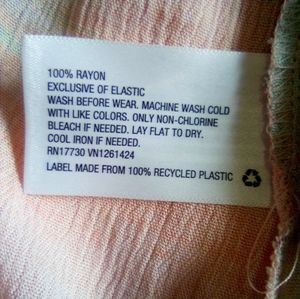 100% RAYON
EXCLUSIVE OF ELASTIC
WASH BEFORE WEAR. MACHINE WASH COLD
WITH LIKE COLORS. ONLY NON-CHLORINE
BLEACH IF NEEDED. LAY FLAT TO DRY.
COOL IRON IF NEEDED.
RN17730 VN1261424
LABEL MADE FROM 100% RECYCLED PLASTIC